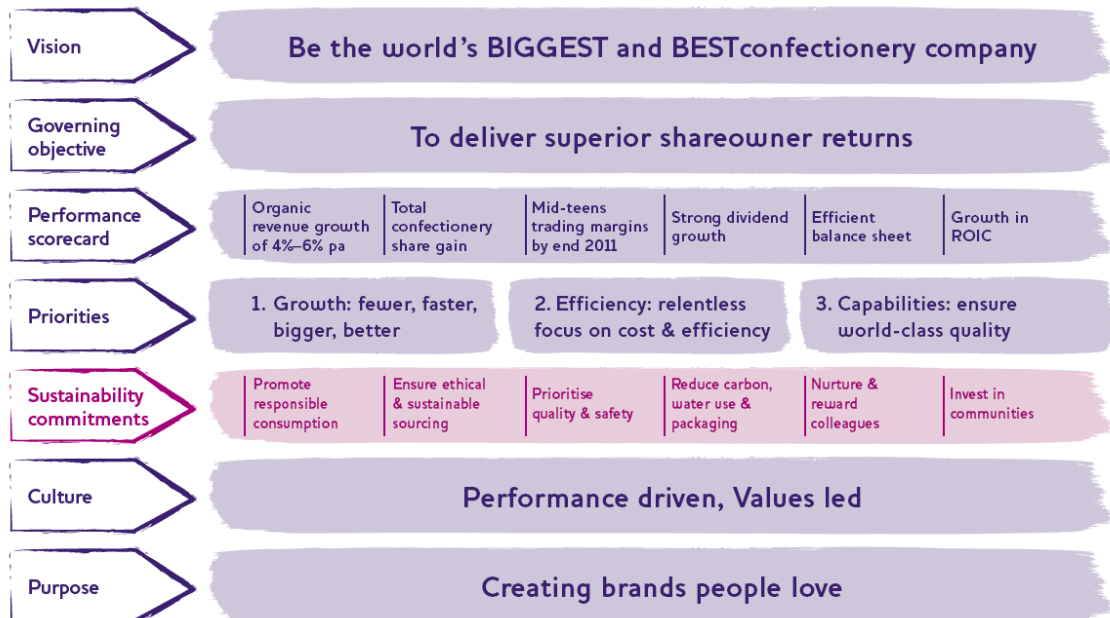 Vision
Be the world's BIGGEST and BESTconfectionery company
Governing
objective
To deliver superior shareowner returns
Performance
scorecard
Organic
revenue growth
of 4%–6% pa
Total
confectionery
share gain
Mid-teens
trading margins
by end 2011
Strong dividend
growth
Efficient
balance sheet
Growth in
ROIC
Priorities
1. Growth: fewer, faster,
bigger, better
2. Efficiency: relentless
focus on cost & efficiency
3. Capabilities: ensure
world-class quality
Sustainability
commitments
Promote
responsible
consumption
Ensure ethical
& sustainable
sourcing
Prioritise
quality & safety
Reduce carbon,
water use &
packaging
Nurture &
reward
colleagues
Invest in
communities
Culture
Performance driven, Values led
Purpose
Creating brands people love